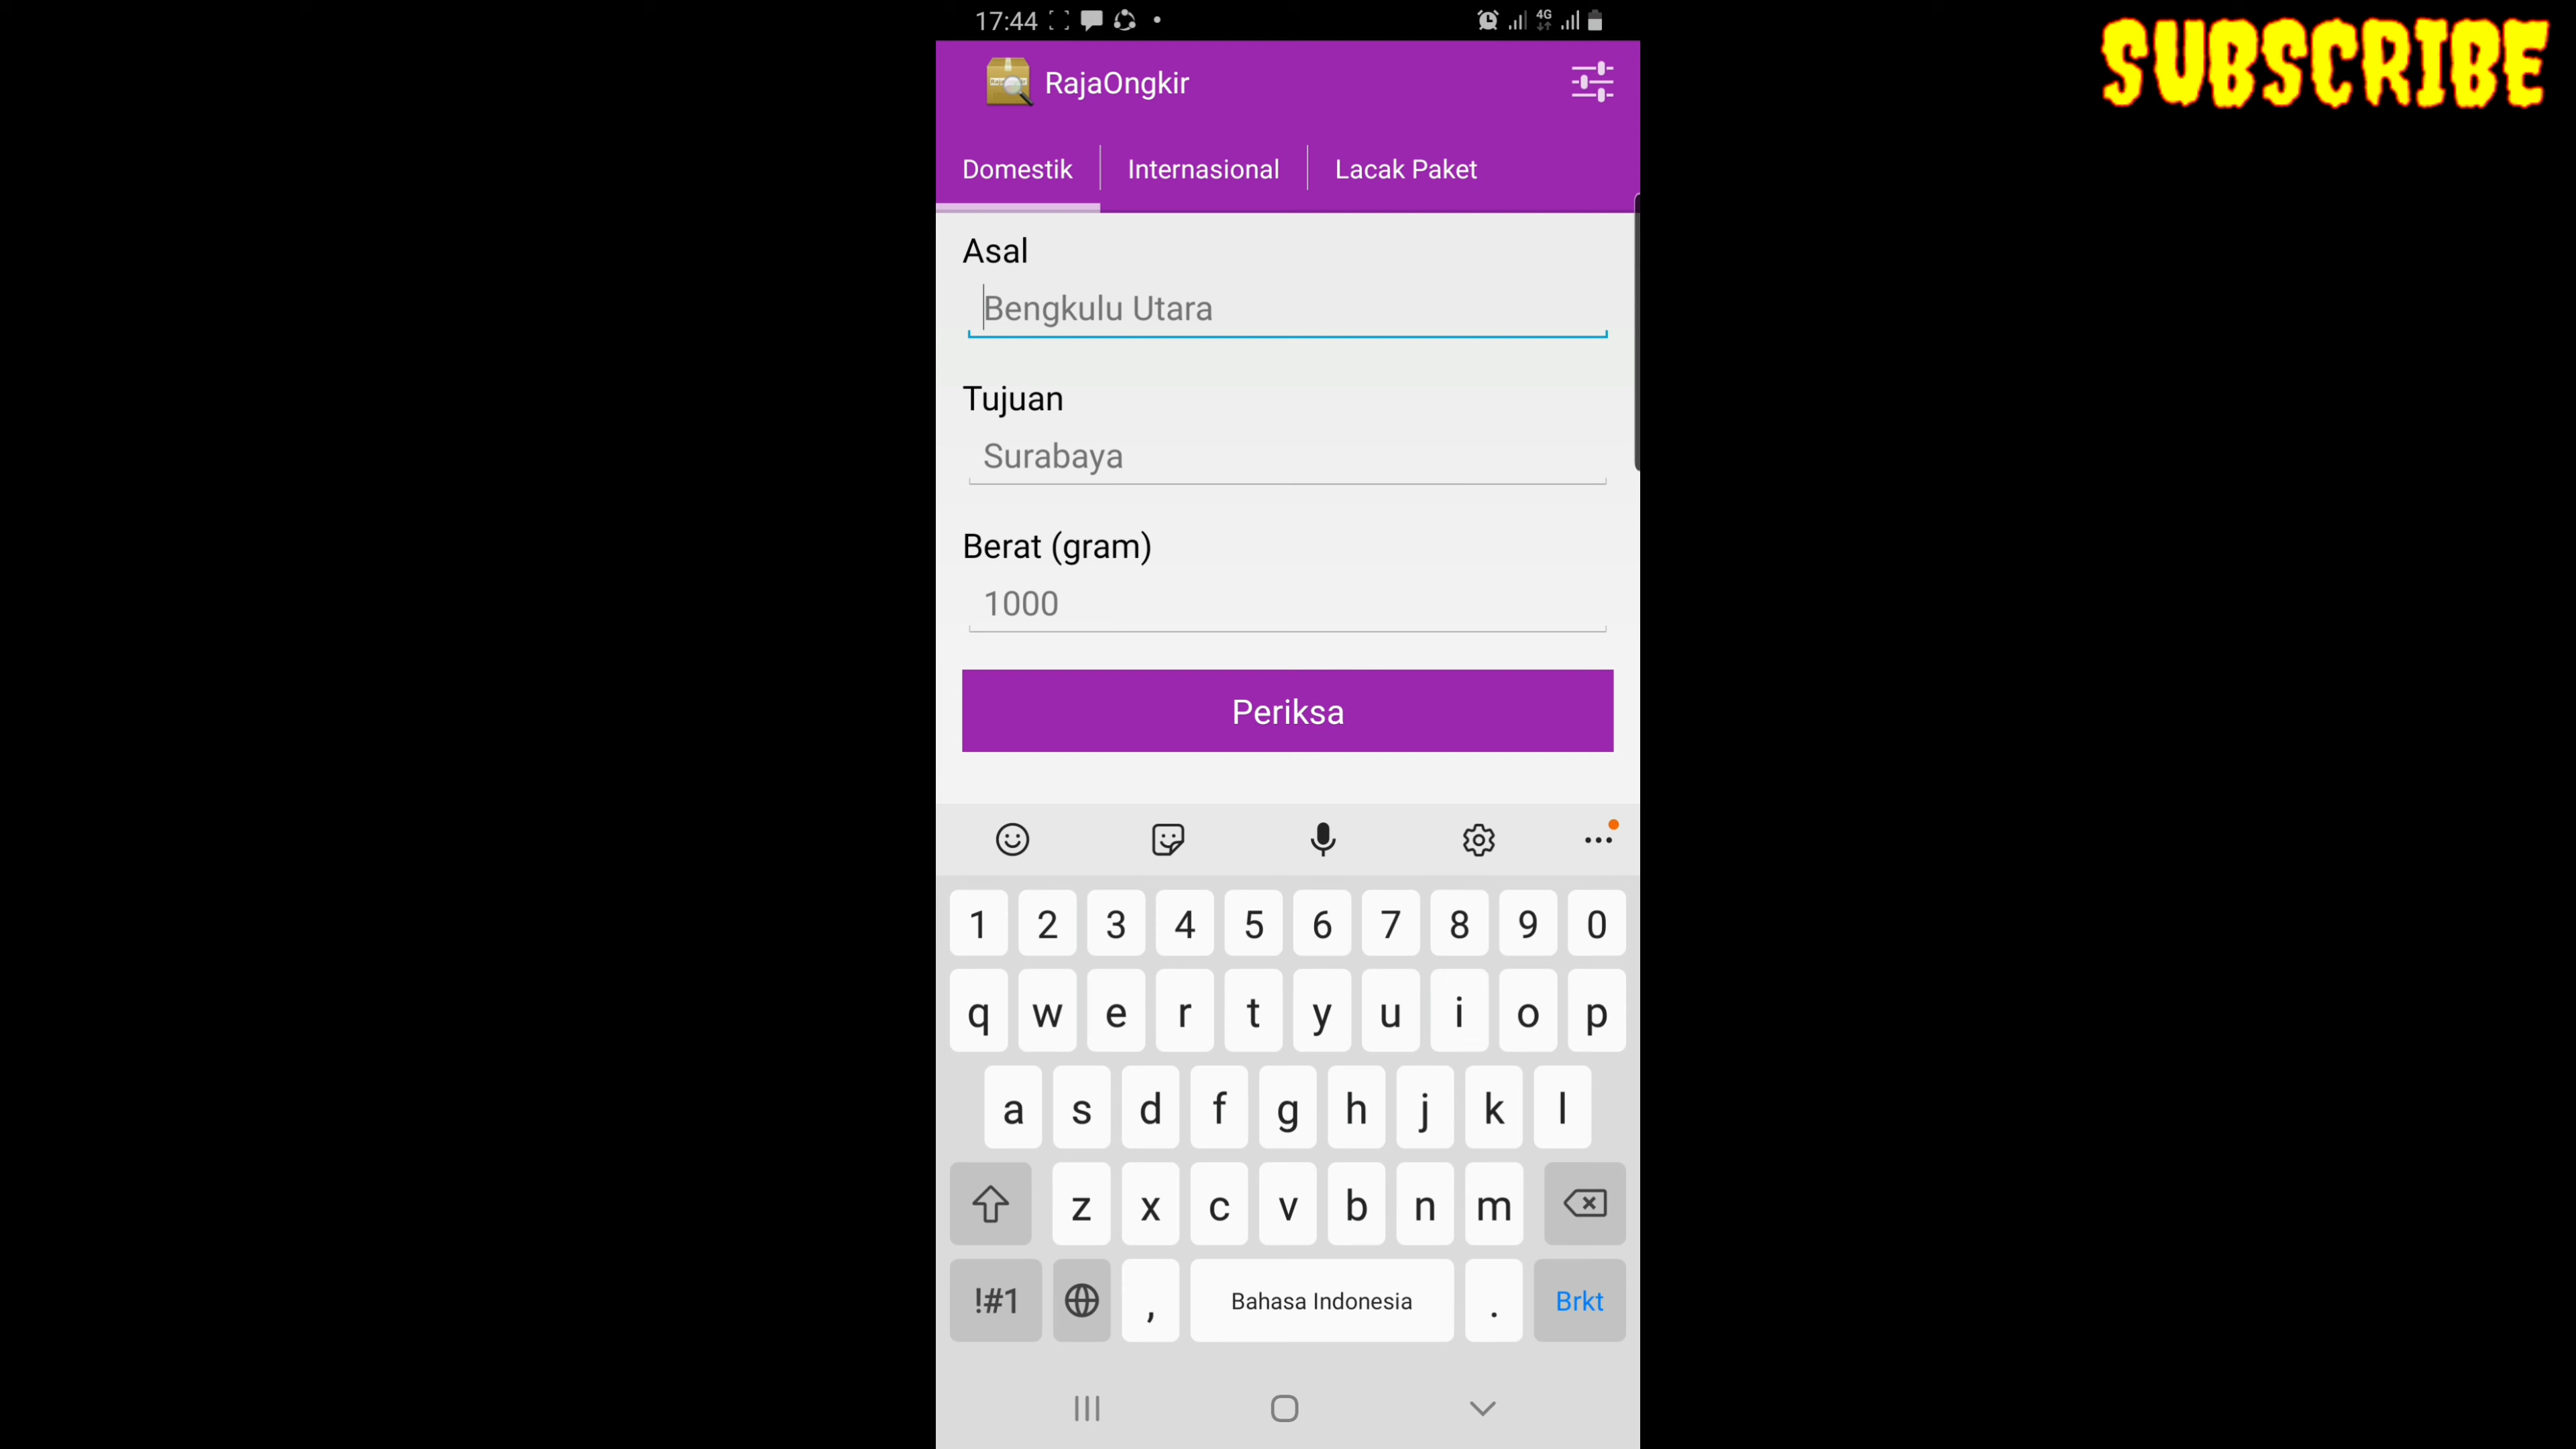 17:44
4G
SUBSCRIBE
RajaOngkir
Domestik
Internasional
Lacak Paket
Asal
Bengkulu Utara
Tujuan
Surabaya
Berat (gram)
1000
Periksa
1 2 3 4 5 6 7 8 9 0
q w e r t y u i o p
a s d f g h j k l
z x c v b n m
!#1 , Bahasa Indonesia . Brkt